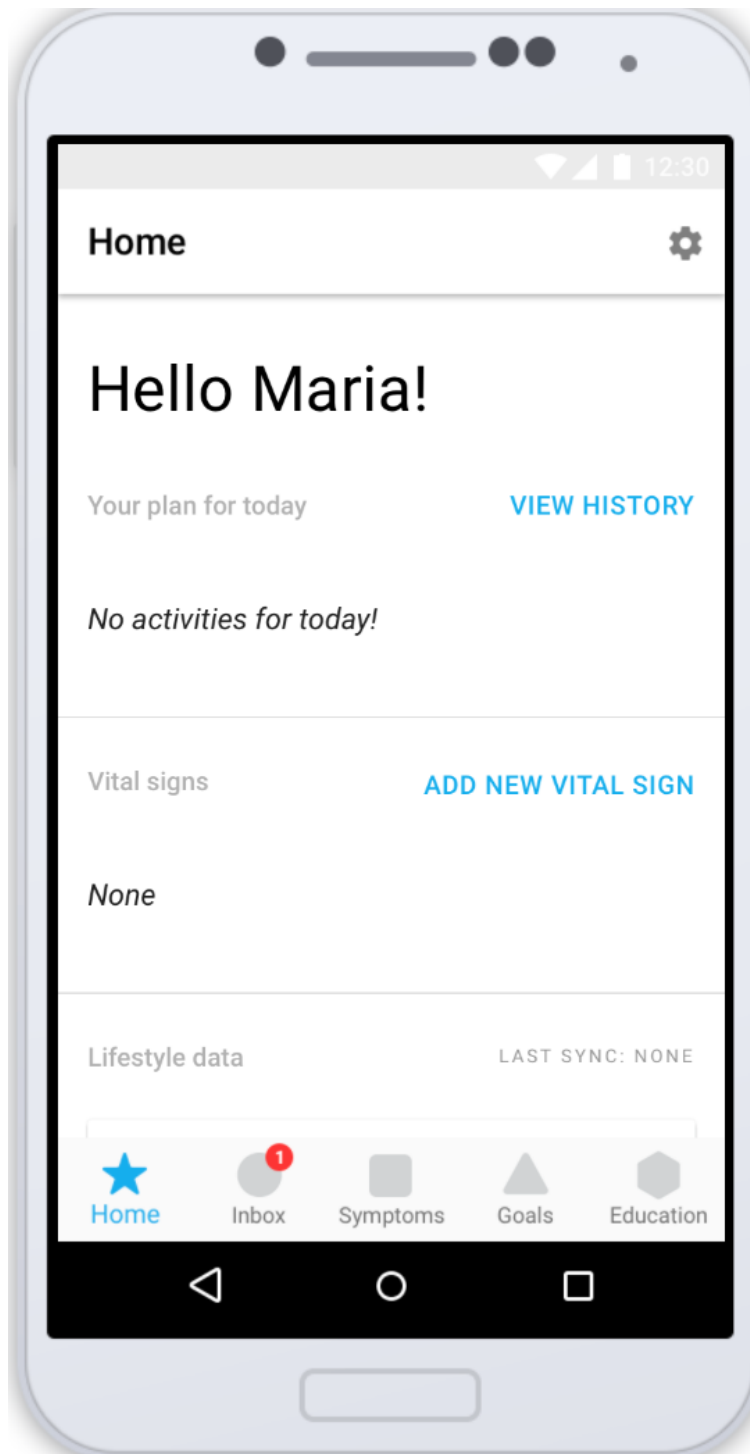 12:30
Home
Hello Maria!
Your plan for today VIEW HISTORY
No activities for today!
Vital signs ADD NEW VITAL SIGN
None
Lifestyle data LAST SYNC: NONE
1
Home Inbox Symptoms Goals Education